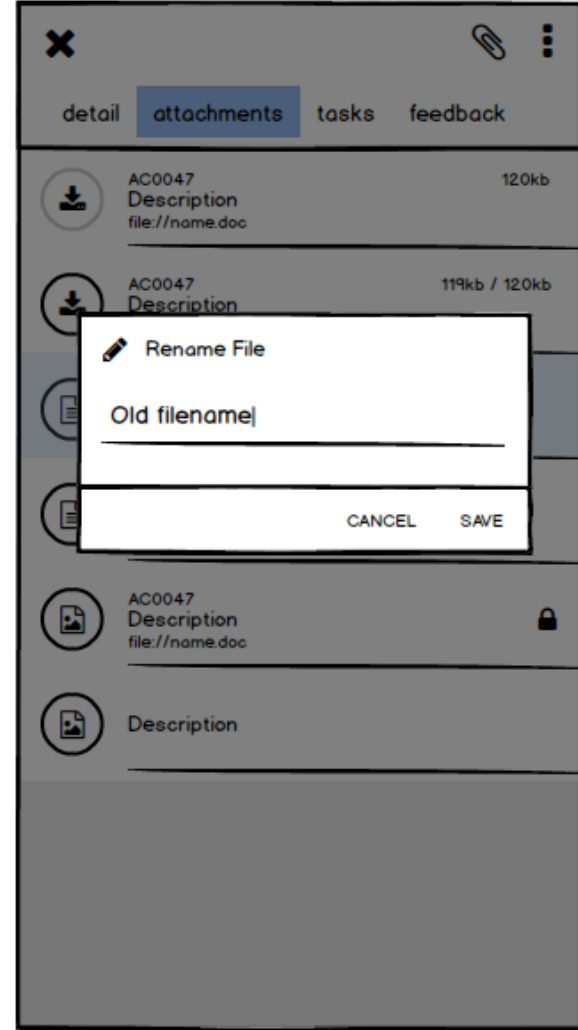 detail attachments tasks feedback
AC0047 120kb
Description
file://name.doc
AC0047 119kb / 120kb
Description
Rename File
Old filename
CANCEL SAVE
AC0047
Description
file://name.doc
Description